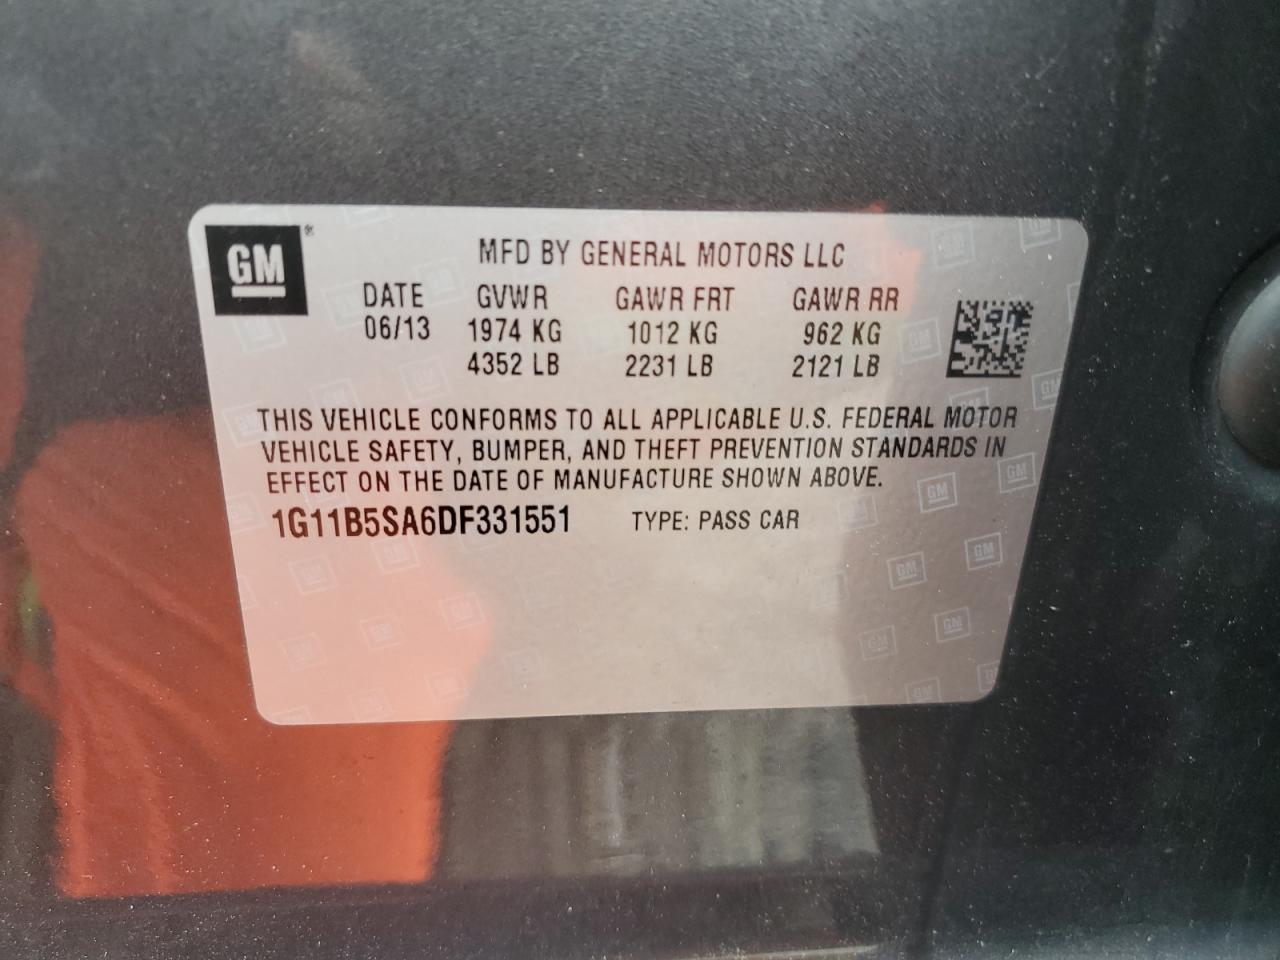 GM®
MFD BY GENERAL MOTORS LLC
DATE GVWR GAWR FRT GAWR RR
06/13 1974 KG 1012 KG 962 KG
4352 LB 2231 LB 2121 LB
THIS VEHICLE CONFORMS TO ALL APPLICABLE U.S. FEDERAL MOTOR
VEHICLE SAFETY, BUMPER, AND THEFT PREVENTION STANDARDS IN
EFFECT ON THE DATE OF MANUFACTURE SHOWN ABOVE.
1G11B5SA6DF331551 TYPE: PASS CAR